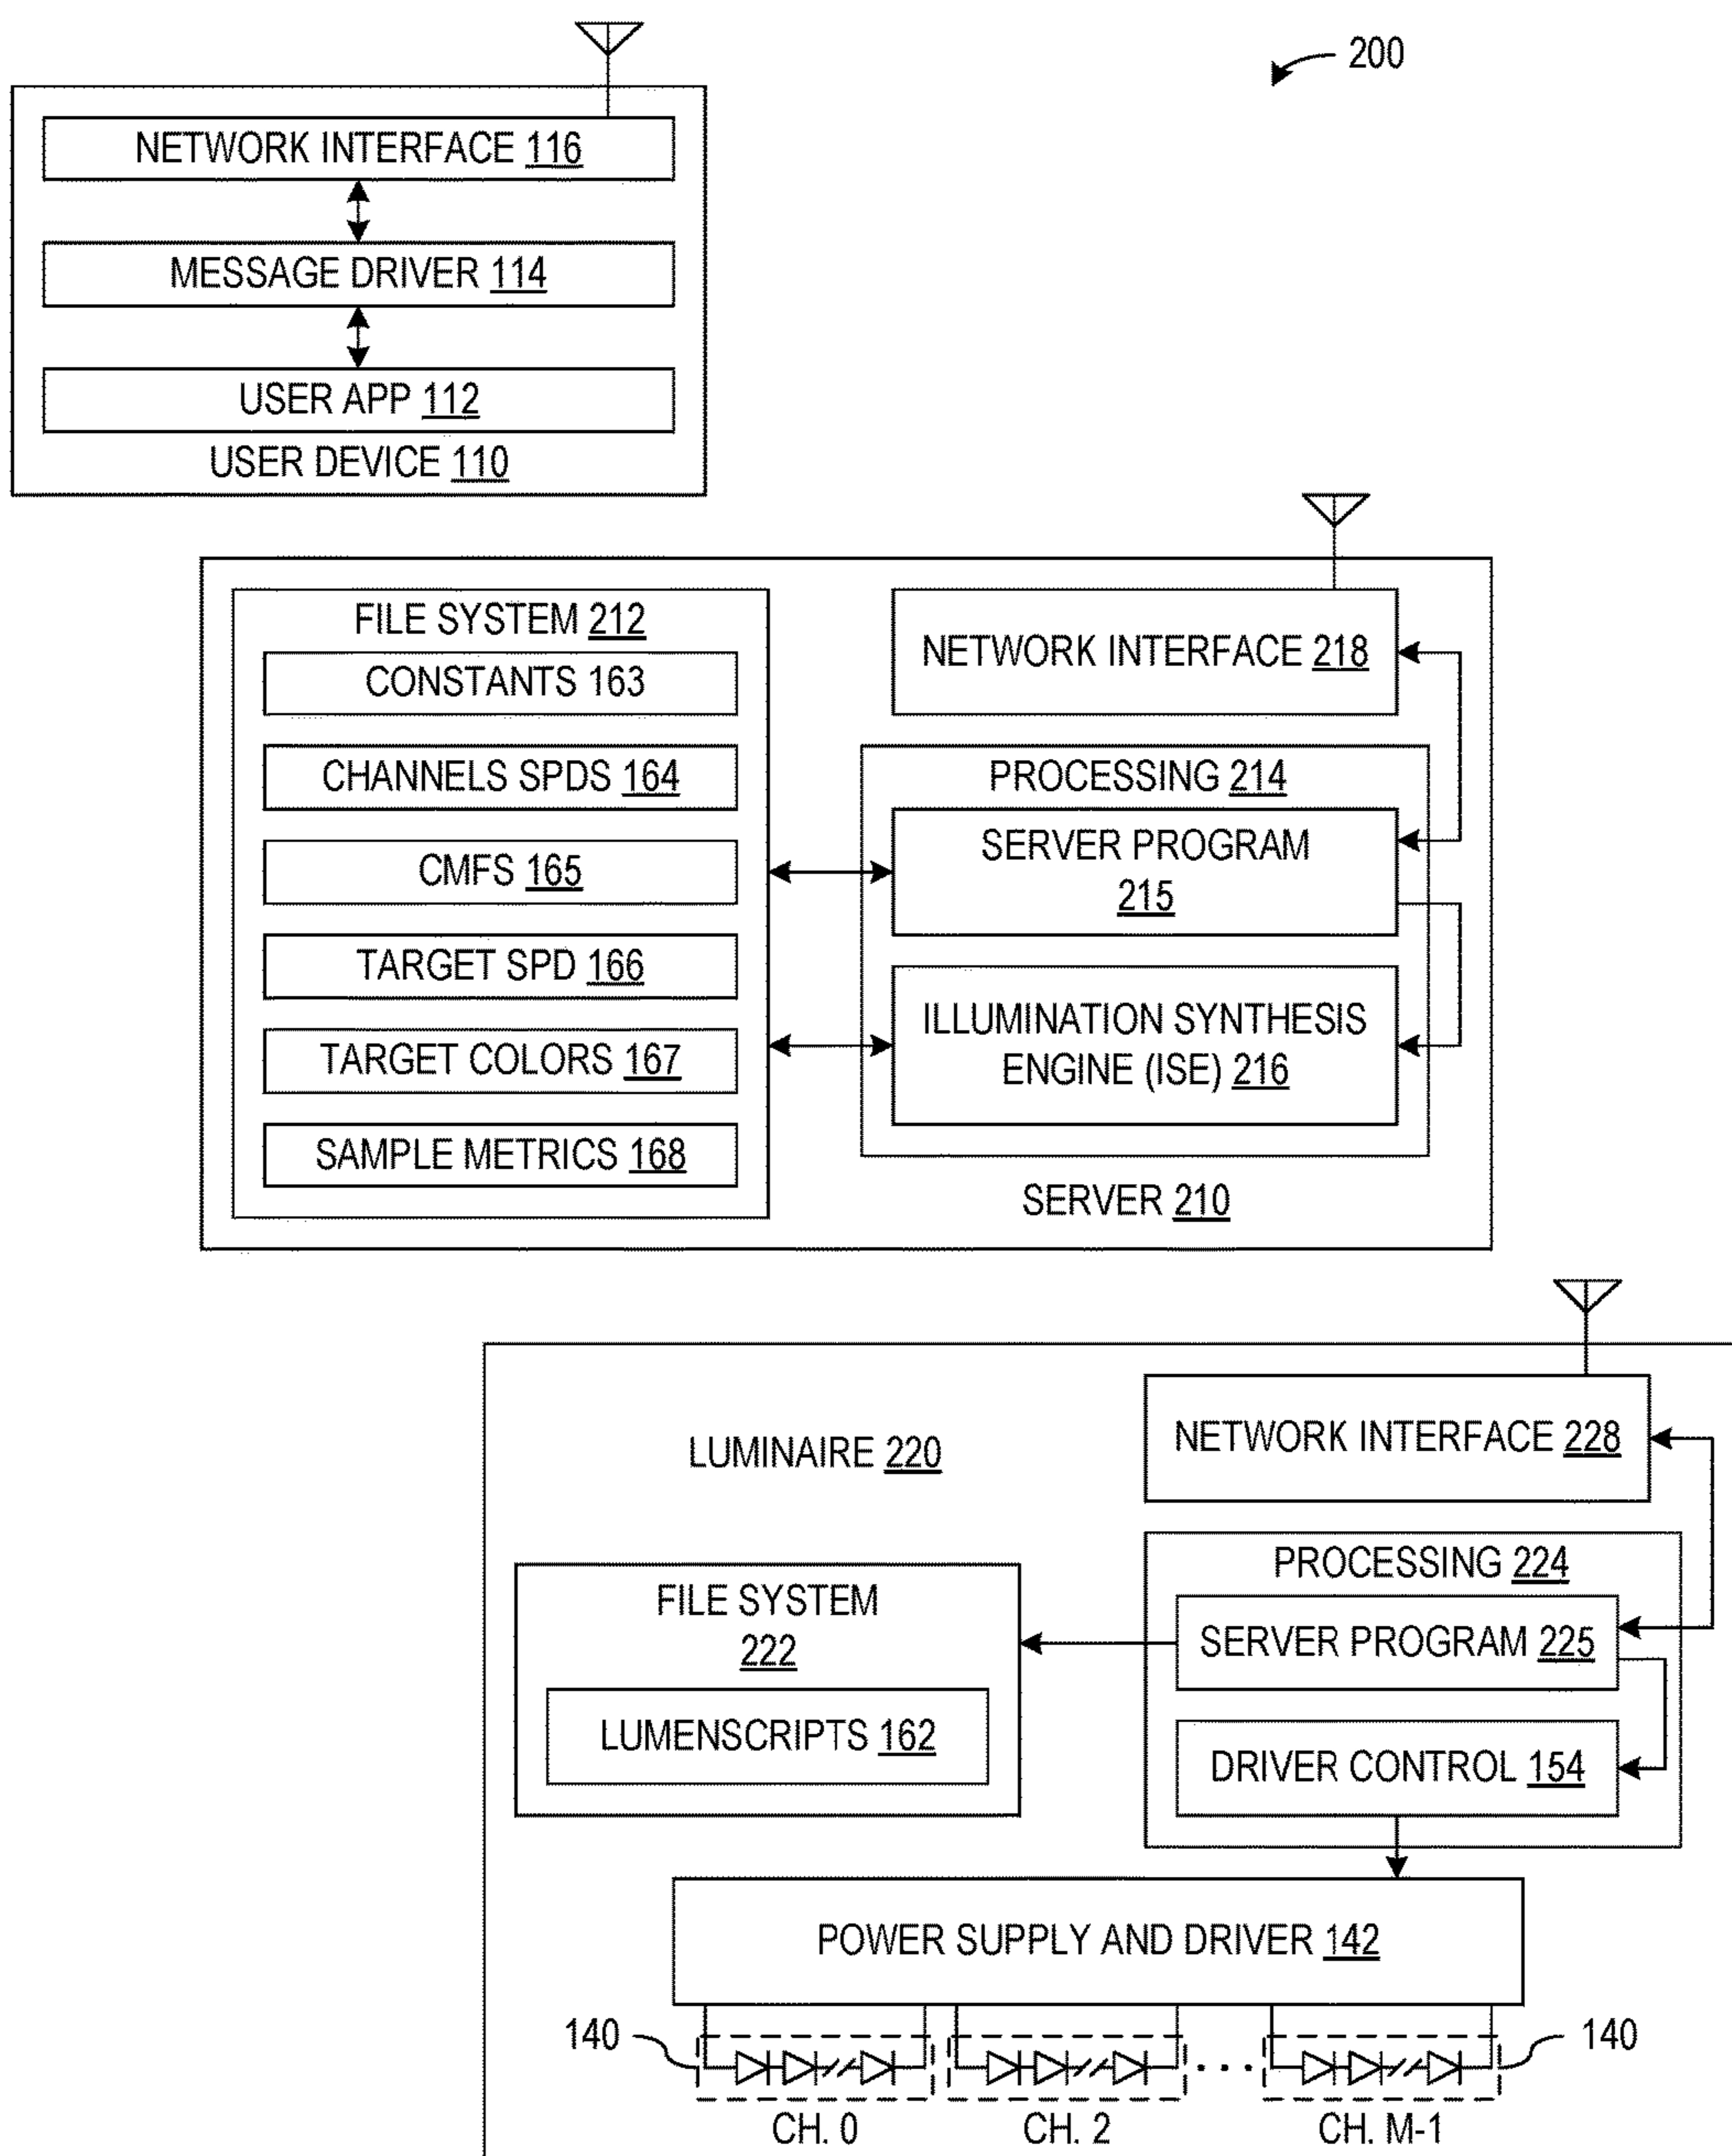 200
NETWORK INTERFACE 116
MESSAGE DRIVER 114
USER APP 112
USER DEVICE 110
FILE SYSTEM 212
CONSTANTS 163
CHANNELS SPDS 164
CMFS 165
TARGET SPD 166
TARGET COLORS 167
SAMPLE METRICS 168
NETWORK INTERFACE 218
PROCESSING 214
SERVER PROGRAM
215
ILLUMINATION SYNTHESIS
ENGINE (ISE) 216
SERVER 210
LUMINAIRE 220
NETWORK INTERFACE 228
FILE SYSTEM
222
LUMENSCRIPTS 162
PROCESSING 224
SERVER PROGRAM 225
DRIVER CONTROL 154
POWER SUPPLY AND DRIVER 142
140
140
CH. 0
CH. 2
CH. M-1